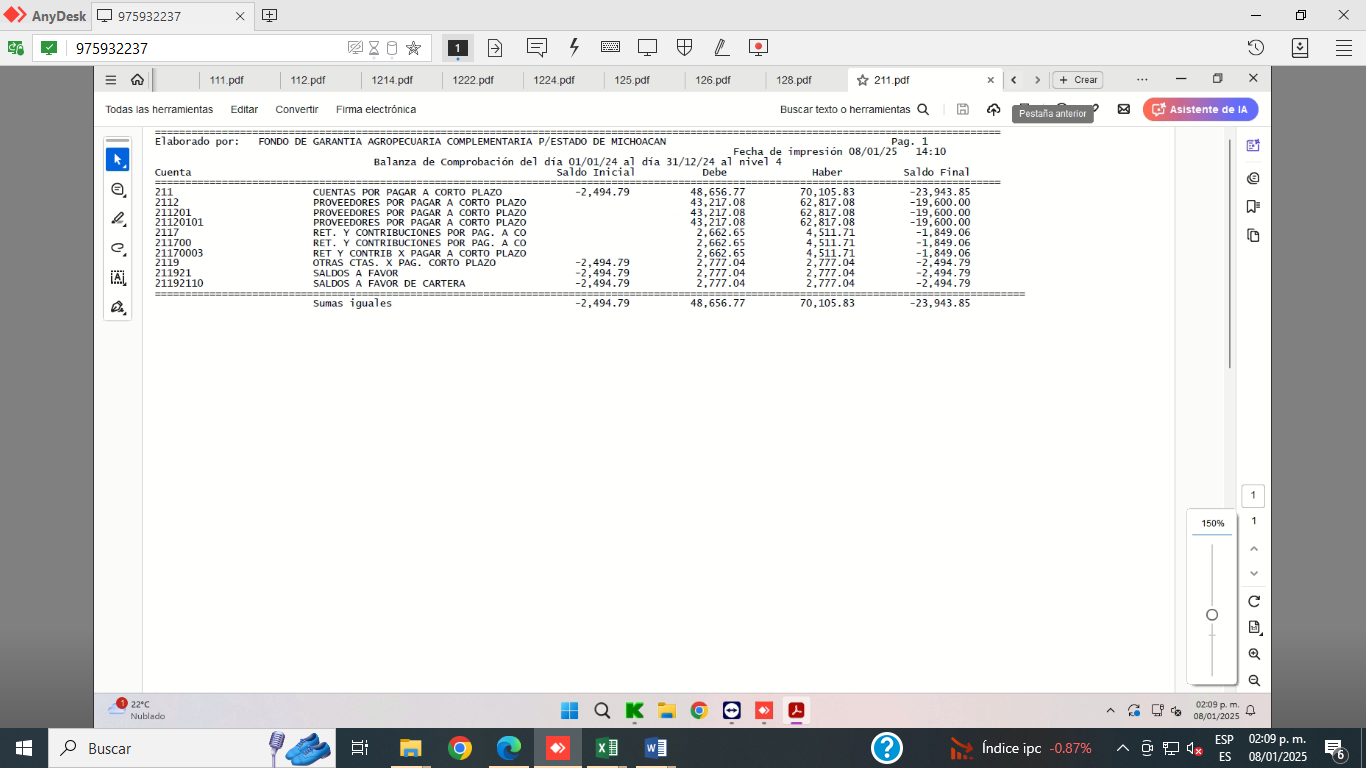 AnyDesk 975932237
975932237 1
111.pdf 112.pdf 1214.pdf 1222.pdf 1224.pdf 125.pdf 126.pdf 128.pdf 211.pdf Crear
Todas las herramientas Editar Convertir Firma electrónica Buscar texto o herramientas Asistente de IA
Pestaña anterior
Elaborado por: FONDO DE GARANTIA AGROPECUARIA COMPLEMENTARIA P/ESTADO DE MICHOACAN Pag. 1
Fecha de impresión 08/01/25 14:10
Balanza de Comprobación del día 01/01/24 al día 31/12/24 al nivel 4
Cuenta Saldo Inicial Debe Haber Saldo Final
211 CUENTAS POR PAGAR A CORTO PLAZO -2,494.79 48,656.77 70,105.83 -23,943.85
2112 PROVEEDORES POR PAGAR A CORTO PLAZO 43,217.08 62,817.08 -19,600.00
211201 PROVEEDORES POR PAGAR A CORTO PLAZO 43,217.08 62,817.08 -19,600.00
21120101 PROVEEDORES POR PAGAR A CORTO PLAZO 43,217.08 62,817.08 -19,600.00
2117 RET. Y CONTRIBUCIONES POR PAG. A CO 2,662.65 4,511.71 -1,849.06
211700 RET. Y CONTRIBUCIONES POR PAG. A CO 2,662.65 4,511.71 -1,849.06
21170003 RET Y CONTRIB X PAGAR A CORTO PLAZO 2,662.65 4,511.71 -1,849.06
2119 OTRAS CTAS. X PAG. CORTO PLAZO -2,494.79 2,777.04 2,777.04 -2,494.79
211921 SALDOS A FAVOR -2,494.79 2,777.04 2,777.04 -2,494.79
21192110 SALDOS A FAVOR DE CARTERA -2,494.79 2,777.04 2,777.04 -2,494.79
Sumas iguales -2,494.79 48,656.77 70,105.83 -23,943.85
1
150% 1
1 22°C 02:09 p. m.
Nublado 08/01/2025
Buscar Índice ipc -0.87% ESP 02:09 p. m.
ES 08/01/2025 6